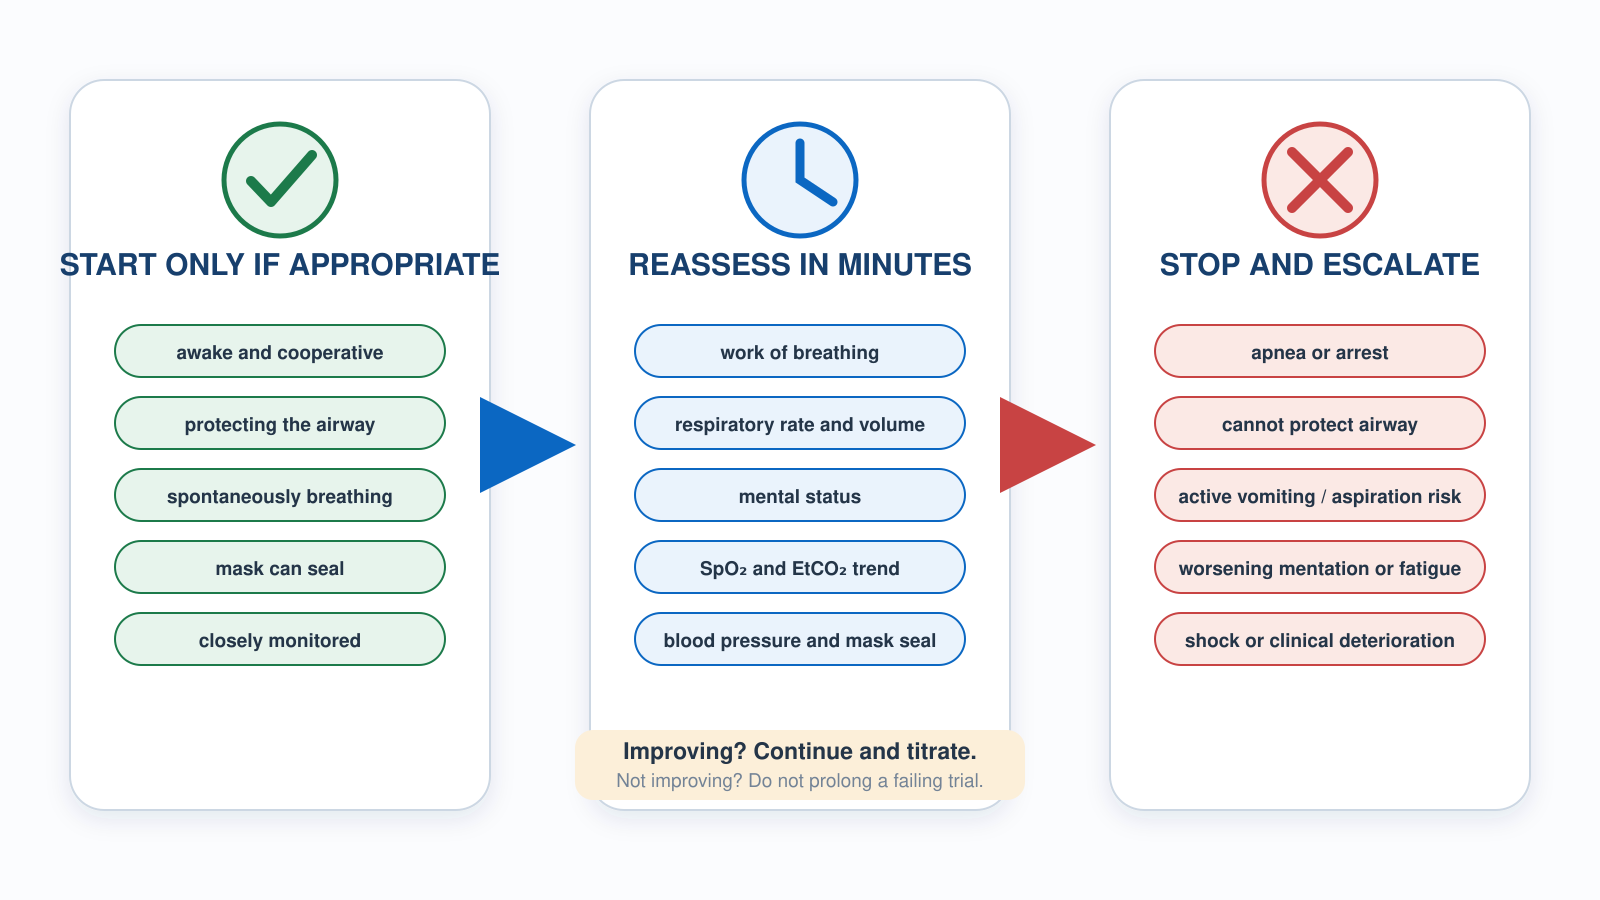 START ONLY IF APPROPRIATE
awake and cooperative
protecting the airway
spontaneously breathing
mask can seal
closely monitored
REASSESS IN MINUTES
work of breathing
respiratory rate and volume
mental status
SpO₂ and EtCO₂ trend
blood pressure and mask seal
Improving? Continue and titrate.
Not improving? Do not prolong a failing trial.
STOP AND ESCALATE
apnea or arrest
cannot protect airway
active vomiting / aspiration risk
worsening mentation or fatigue
shock or clinical deterioration